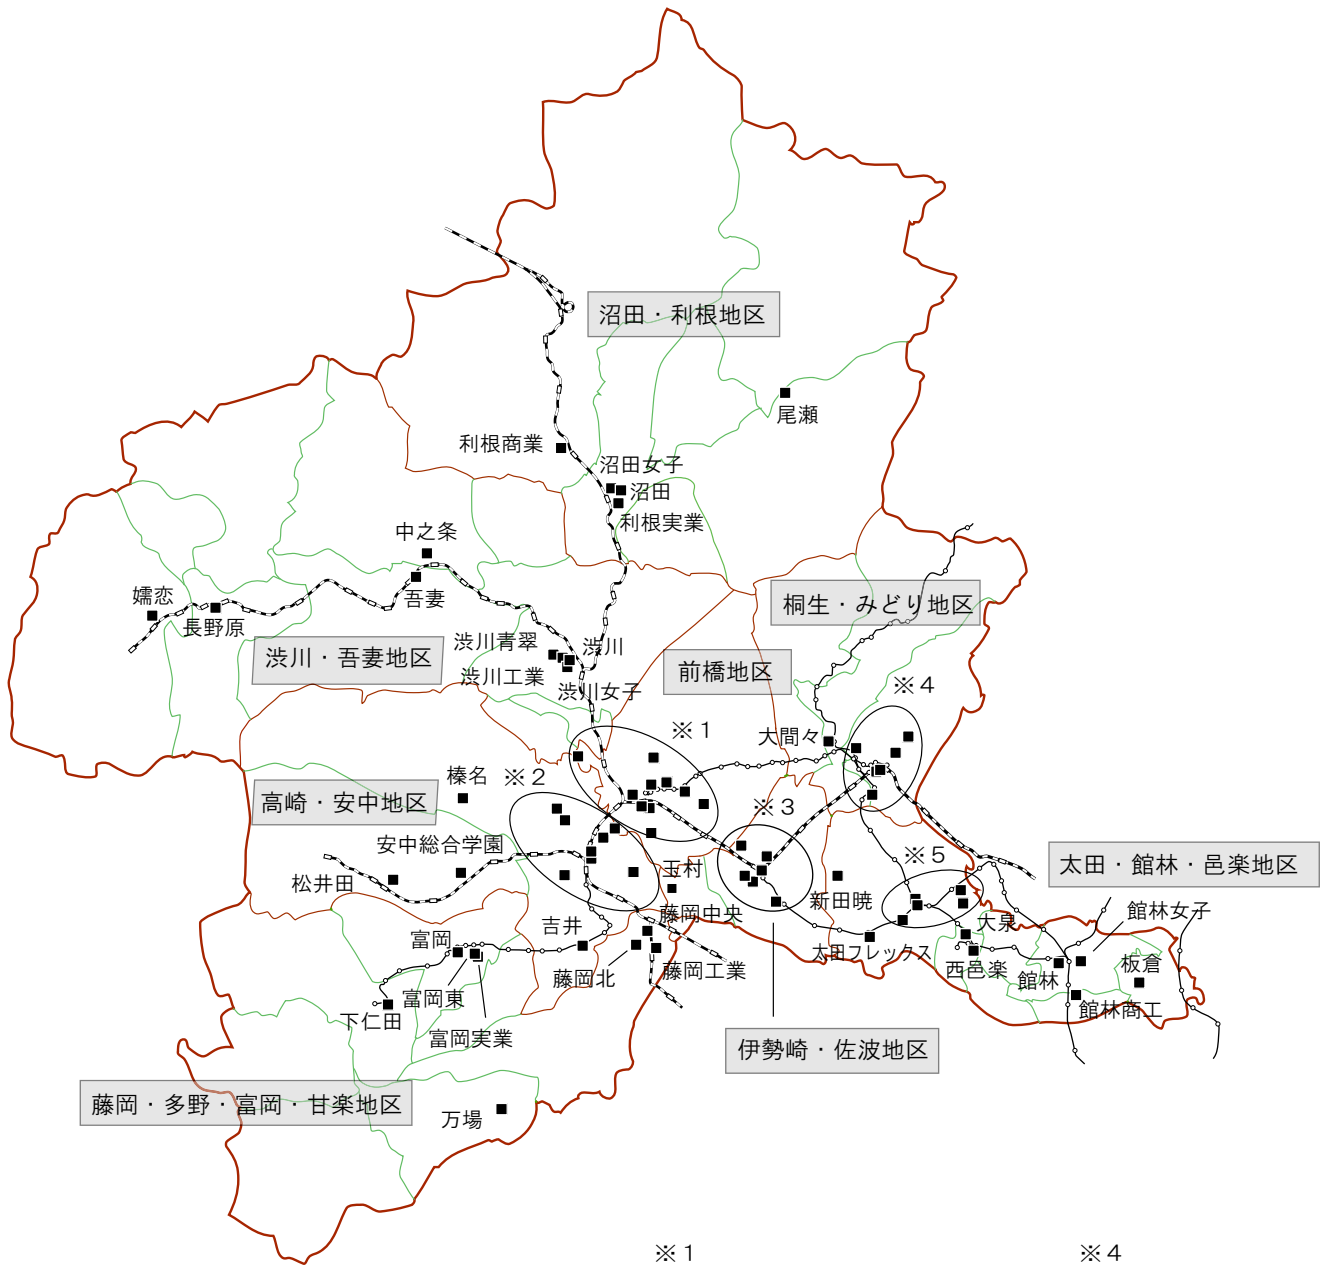 沼田・利根地区
尾瀬
利根商業
沼田女子
沼田
利根実業
中之条
吾妻
嬬恋
長野原
桐生・みどり地区
渋川・吾妻地区
渋川青翠
渋川
渋川工業
渋川女子
前橋地区
※４
※１
大間々
榛名
※２
高崎・安中地区
※３
安中総合学園
※５
太田・館林・邑楽地区
松井田
玉村
新田暁
藤岡中央
館林女子
吉井
富岡
大泉
太田フレックス
藤岡北
藤岡工業
西邑楽
館林
板倉
富岡東
館林商工
下仁田
富岡実業
伊勢崎・佐波地区
藤岡・多野・富岡・甘楽地区
万場
※１
※４